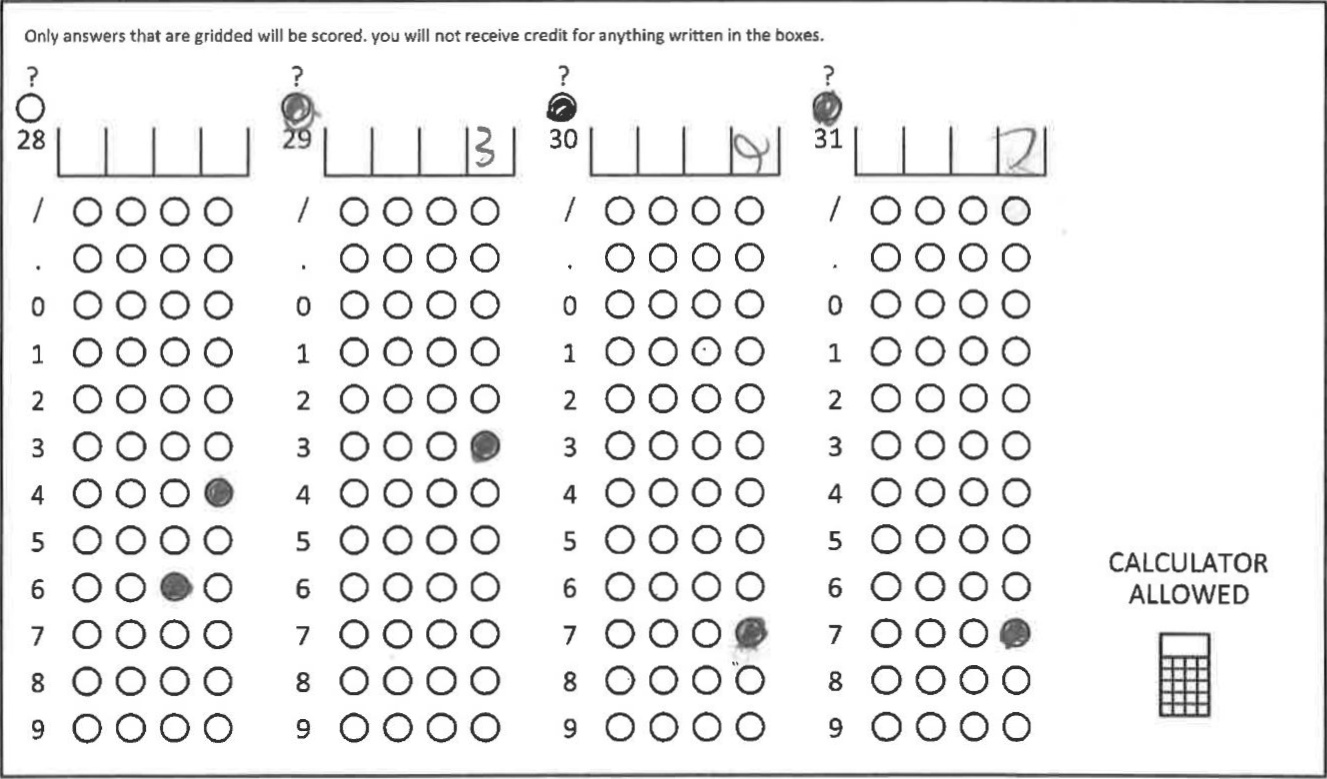 Only answers that are gridded will be scored. you will not receive credit for anything written in the boxes.
? ? ? ?
28 29 30 31
3
/ / / /
. . . .
0 0 0 0
1 1 1 1
2 2 2 2
3 3 3 3
4 4 4 4
5 5 5 5
6 6 6 6
7 7 7 7
8 8 8 8
9 9 9 9
CALCULATOR
ALLOWED